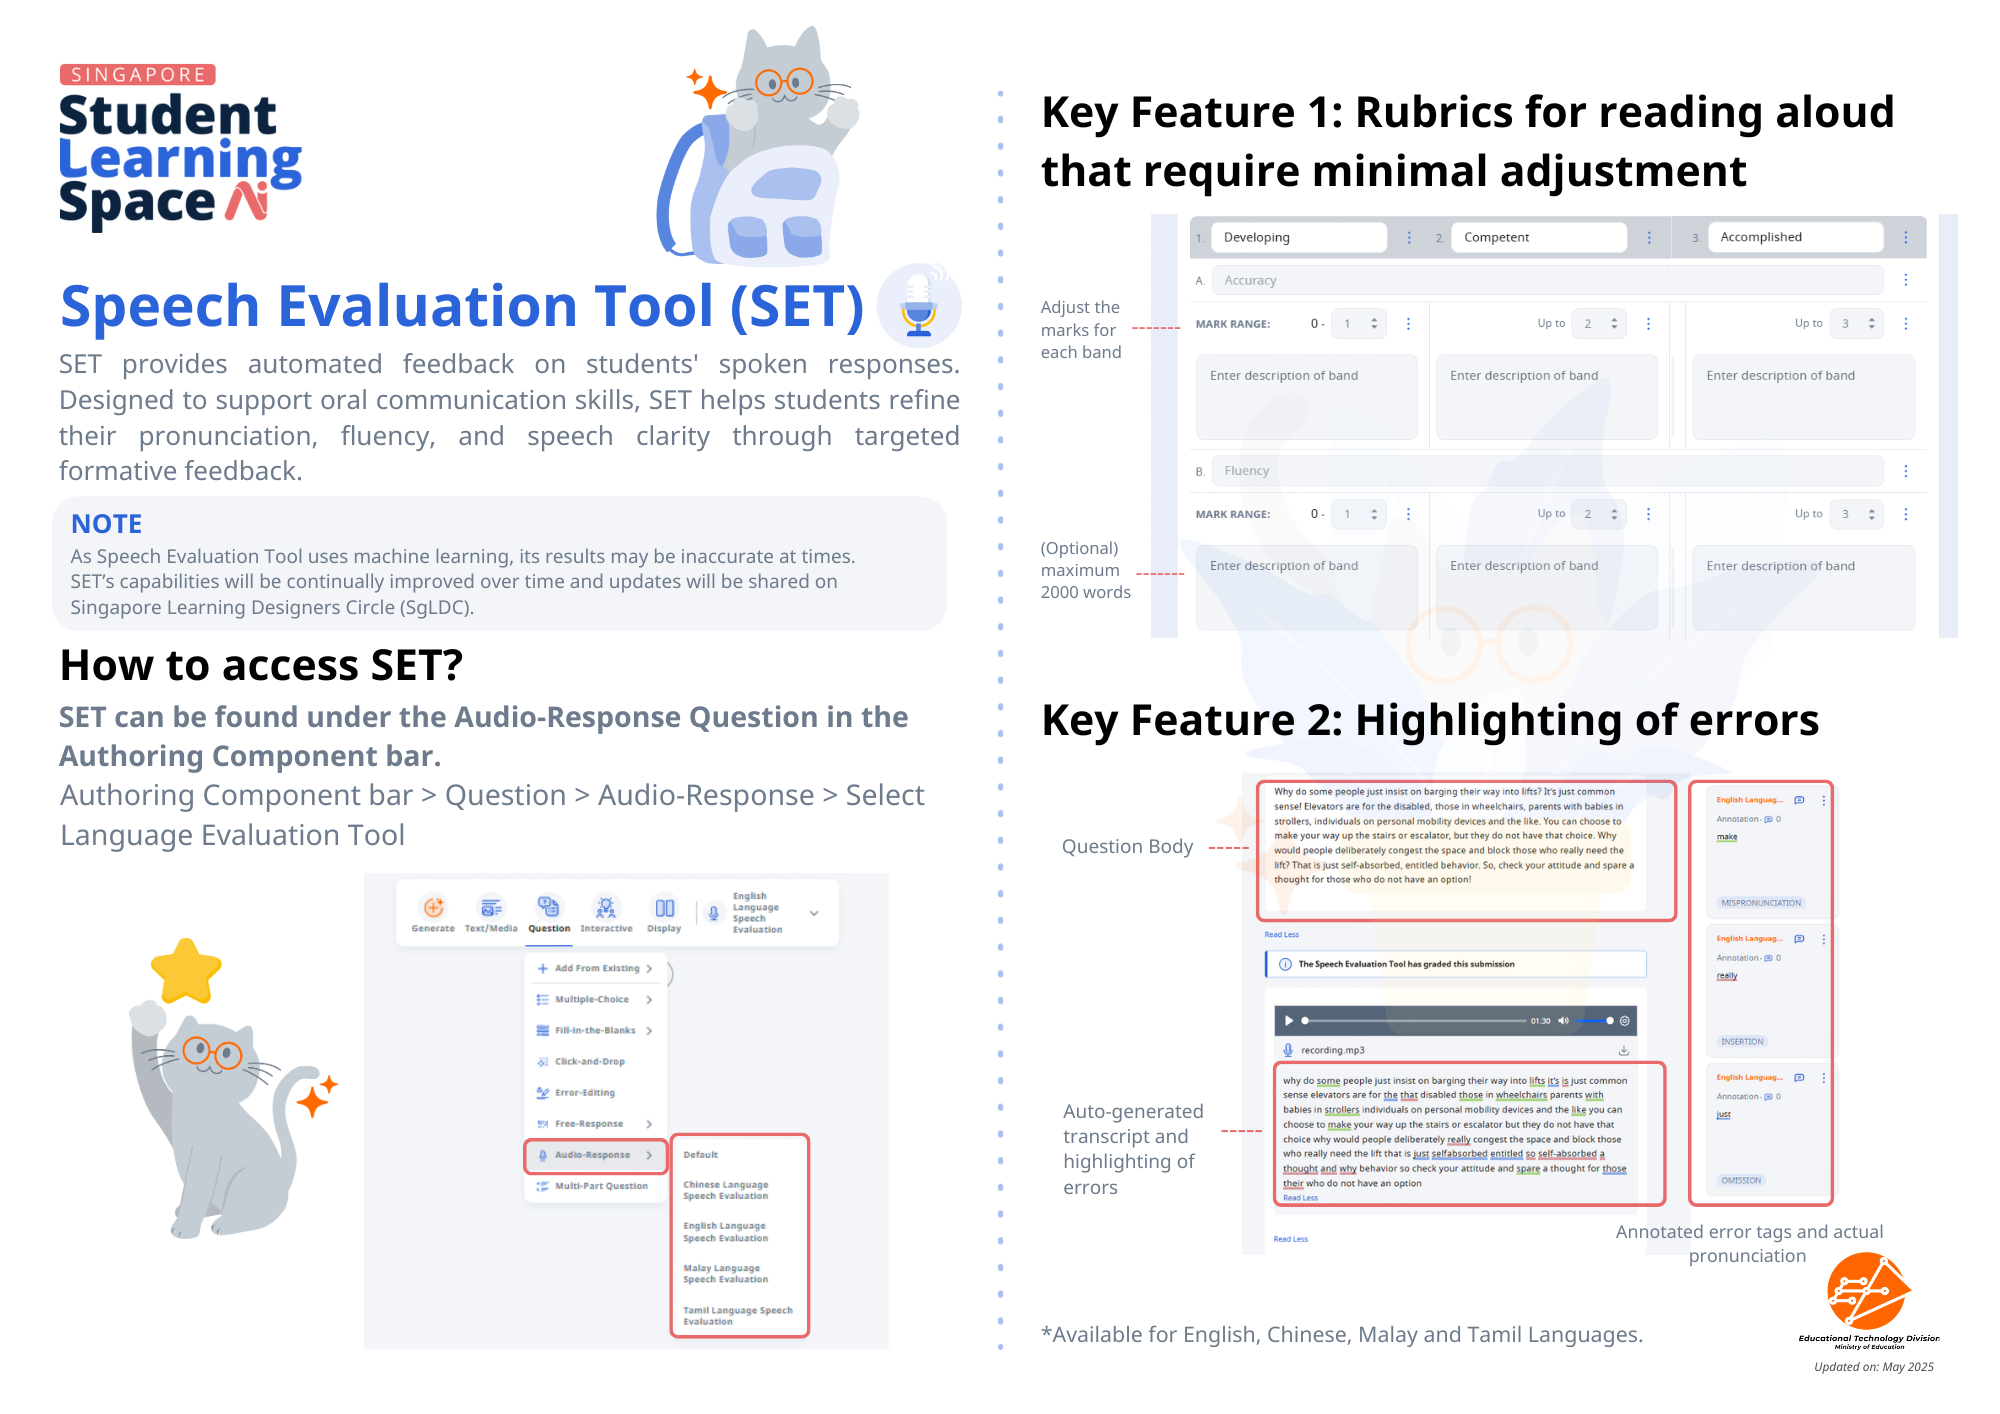 SINGAPORE
Student
Learning
Space Ai
Speech Evaluation Tool (SET)
SET provides automated feedback on students' spoken responses.
Designed to support oral communication skills, SET helps students refine
their pronunciation, fluency, and speech clarity through targeted
formative feedback.
NOTE
As Speech Evaluation Tool uses machine learning, its results may be inaccurate at times.
SET’s capabilities will be continually improved over time and updates will be shared on
Singapore Learning Designers Circle (SgLDC).
How to access SET?
SET can be found under the Audio-Response Question in the
Authoring Component bar.
Authoring Component bar > Question > Audio-Response > Select
Language Evaluation Tool
Generate
Text/Media
Question
Interactive
Display
English
Language
Speech
Evaluation
Add From Existing
Multiple-Choice
Fill-in-the-Blanks
Click-and-Drop
Error-Editing
Free-Response
Audio-Response
Multi-Part Question
Default
Chinese Language
Speech Evaluation
English Language
Speech Evaluation
Malay Language
Speech Evaluation
Tamil Language Speech
Evaluation
Key Feature 1: Rubrics for reading aloud
that require minimal adjustment
1. Developing
2. Competent
3. Accomplished
A. Accuracy
Adjust the
marks for
each band
MARK RANGE: 0 - 1
Up to 2
Up to 3
Enter description of band
Enter description of band
Enter description of band
B. Fluency
MARK RANGE: 0 - 1
Up to 2
Up to 3
(Optional)
maximum
2000 words
Enter description of band
Enter description of band
Enter description of band
Key Feature 2: Highlighting of errors
Question Body
Why do some people just insist on barging their way into lifts? It's just common
sense! Elevators are for the disabled, those in wheelchairs, parents with babies in
strollers, individuals on personal mobility devices and the like. You can choose to
make your way up the stairs or escalator, but they do not have that choice. Why
would people deliberately congest the space and block those who really need the
lift? That is just self-absorbed, entitled behavior. So, check your attitude and spare a
thought for those who do not have an option!
Read Less
The Speech Evaluation Tool has graded this submission
01:30
recording.mp3
Auto-generated
transcript and
highlighting of
errors
why do some people just insist on barging their way into lifts it's is just common
sense elevators are for the that disabled those in wheelchairs parents with
babies in strollers individuals on personal mobility devices and the like you can
choose to make your way up the stairs or escalator but they do not have that
choice why would people deliberately really congest the space and block those
who really need the lift that is just selfabsorbed entitled so self-absorbed a
thought and why behavior so check your attitude and spare a thought for those
their who do not have an option
Read Less
Read Less
English Languag...
Annotation · 0
make
MISPRONUNCIATION
English Languag...
Annotation · 0
really
INSERTION
English Languag...
Annotation · 0
just
OMISSION
Annotated error tags and actual
pronunciation
*Available for English, Chinese, Malay and Tamil Languages.
Educational Technology Division
Ministry of Education
Updated on: May 2025